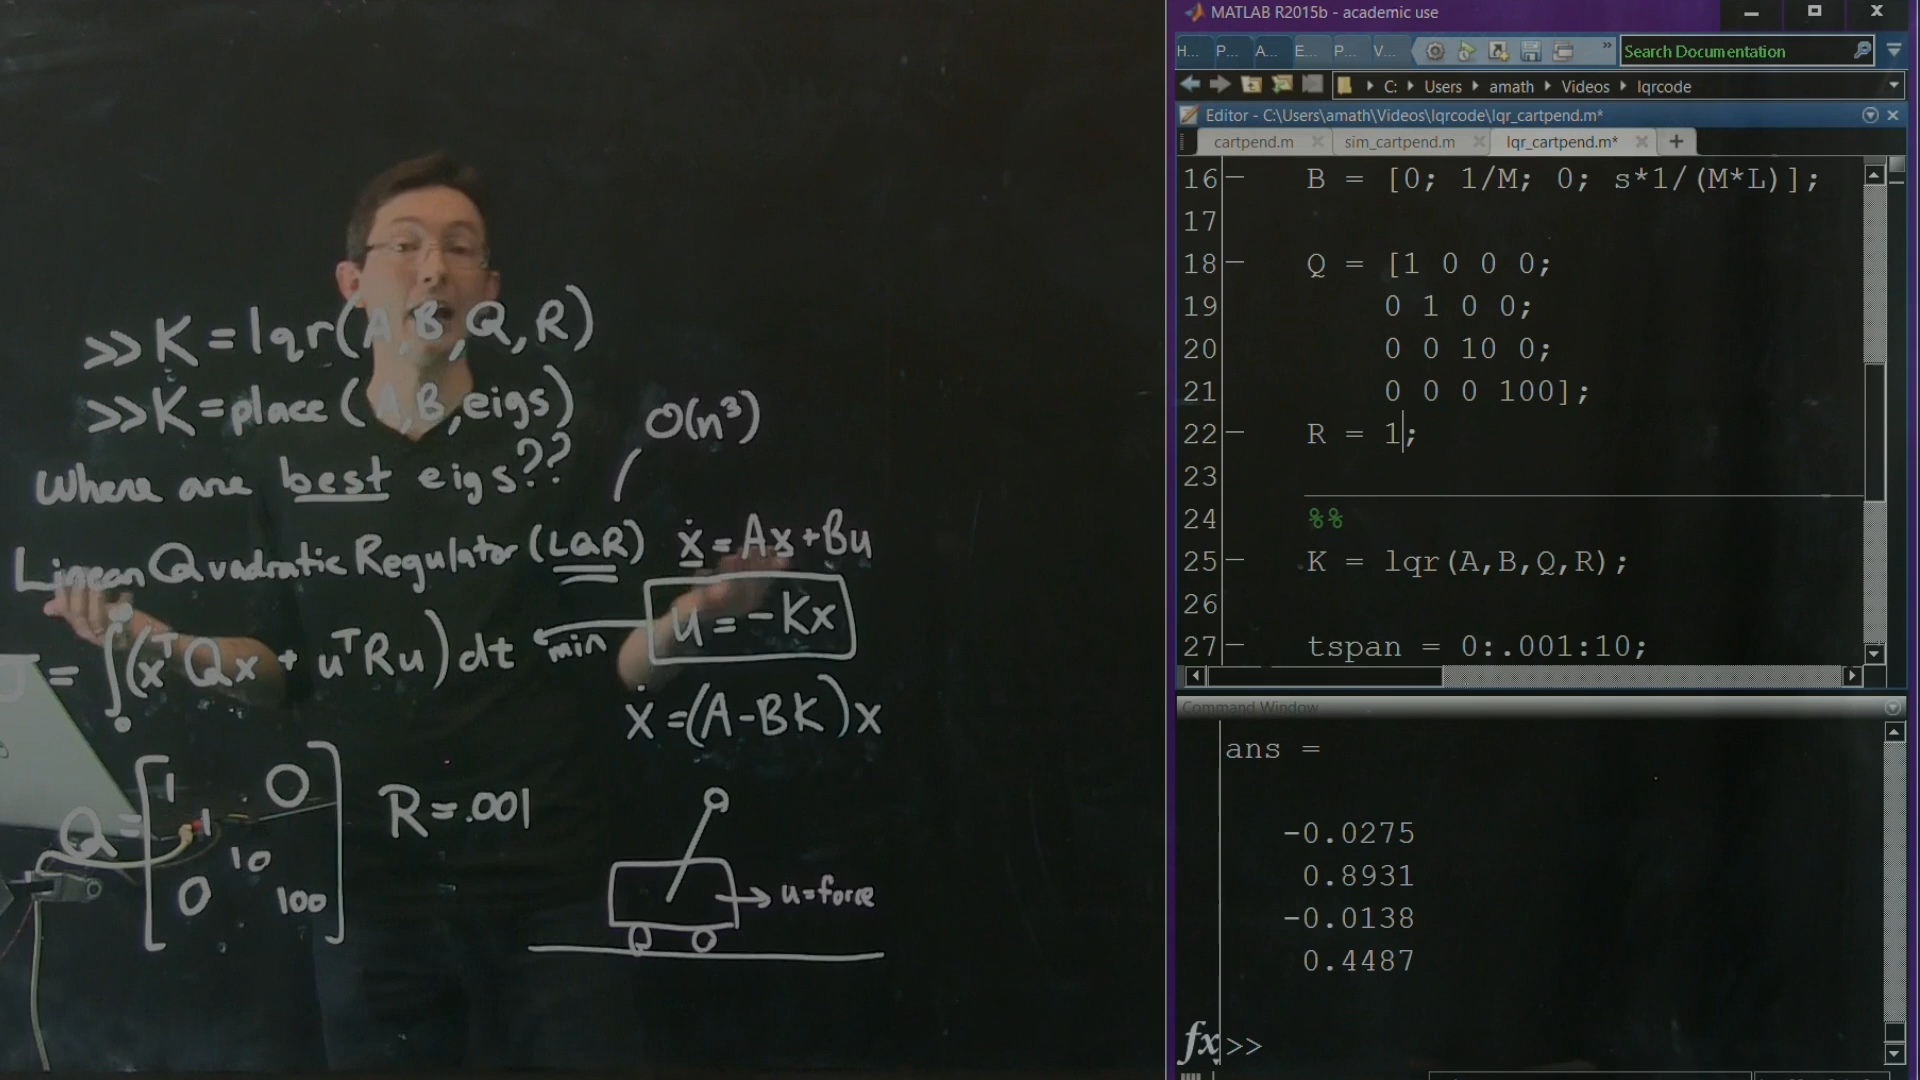 >> K = lqr(A,B,Q,R)
>> K = place(A,B,eigs)
Where are best eigs??
O(n³)
Linear Quadratic Regulator (LQR)
ẋ = Ax + Bu
u = -Kx
J = ∫₀^∞ (xᵀQx + uᵀRu) dt
min
ẋ = (A-BK)x
Q = [1 0
1
10
0 100]
R = .001
u=force
MATLAB R2015b - academic use
H... P... A... E... P... V...
Search Documentation
C: Users amath Videos lqrcode
Editor - C:\Users\amath\Videos\lqrcode\lqr_cartpend.m*
cartpend.m sim_cartpend.m lqr_cartpend.m*
16 B = [0; 1/M; 0; s*1/(M*L)];
17
18 Q = [1 0 0 0;
19 0 1 0 0;
20 0 0 10 0;
21 0 0 0 100];
22 R = 1;
23
24 %%
25 K = lqr(A,B,Q,R);
26
27 tspan = 0:.001:10;
Command Window
ans =
-0.0275
0.8931
-0.0138
0.4487
fx >>